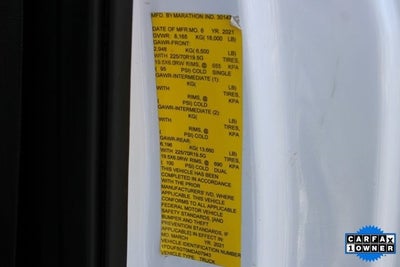 MFD. BY MARATHON IND. 30147
DATE OF MFR: MO. 6 YR. 2021
GVWR: 8,165 KG( 18,000 LB)
GAWR-FRONT:
2,948 KG( 6,500 LB)
WITH 225/70R19.5G TIRES,
19.5X6.0RW RIMS, @ 655 KPA
( 95 PSI) COLD SINGLE
GAWR-INTERMEDIATE (1):
KG( LB)
WITH TIRES,
RIMS, @ KPA
( PSI) COLD
GAWR-INTERMEDIATE (2):
KG( LB)
WITH TIRES,
RIMS, @ KPA
( PSI) COLD
GAWR-REAR:
6,196 KG( 13,660 LB)
WITH 225/70R19.5G TIRES,
19.5X6.0RW RIMS, @ 690 KPA
( 100 PSI) COLD DUAL
THIS VEHICLE HAS BEEN
COMPLETED IN ACCORDANCE
WITH THE PRIOR
MANUFACTURERS' IVD, WHERE
APPLICABLE. THIS VEHICLE
CONFORMS TO ALL APPLICABLE
FEDERAL MOTOR VEHICLE
SAFETY STANDARDS, [AND
BUMPER AND THEFT
PREVENTION STANDARDS, IF
APPLICABLE] IN EFFECT IN
MO. MARCH YR. 2021
VEHICLE IDENTIFICATION NUMBER
VEHICLE TYPE: TRUCK
CARFAX
1 OWNER